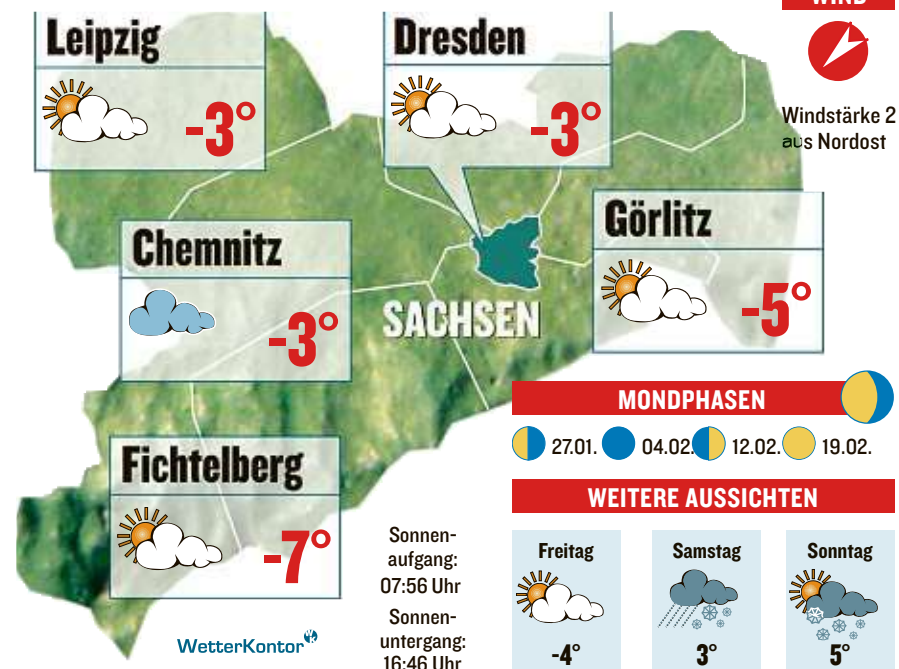 WIND
Leipzig
-3°
Dresden
-3°
Windstärke 2
aus Nordost
Görlitz
-5°
Chemnitz
-3°
SACHSEN
MONDPHASEN
27.01. 04.02. 12.02. 19.02.
Fichtelberg
-7°
WEITERE AUSSICHTEN
Sonnen-
aufgang:
07:56 Uhr
Sonnen-
untergang:
16:46 Uhr
Freitag
-4°
Samstag
3°
Sonntag
5°
WetterKontor